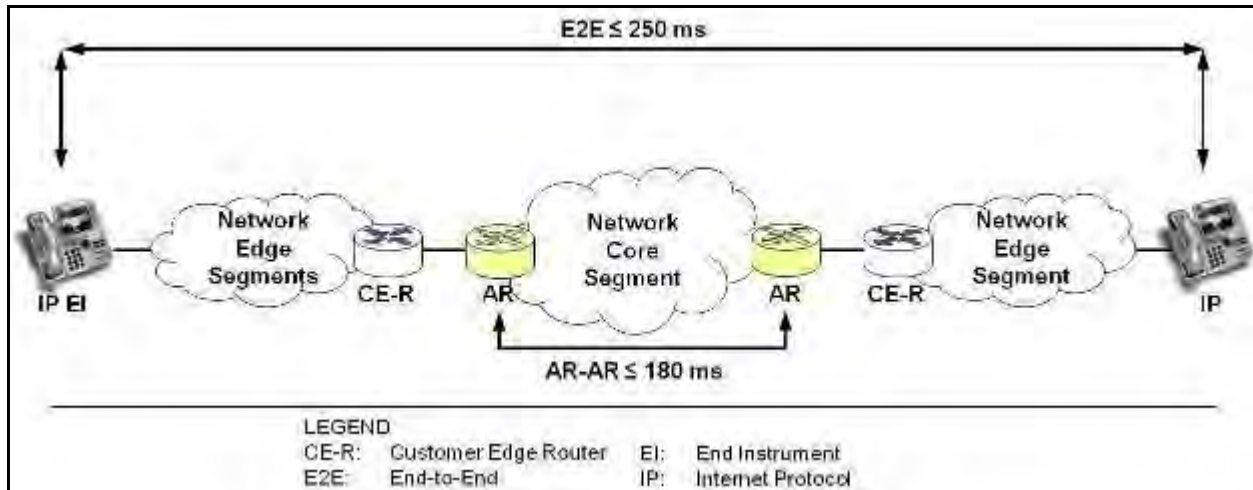 E2E ≤ 250 ms
Network
Edge
Segments
Network
Core
Segment
Network
Edge
Segment
IP EI
CE-R
AR
AR
CE-R
IP
AR-AR ≤ 180 ms
LEGEND
CE-R: Customer Edge Router EI: End Instrument
E2E: End-to-End IP: Internet Protocol